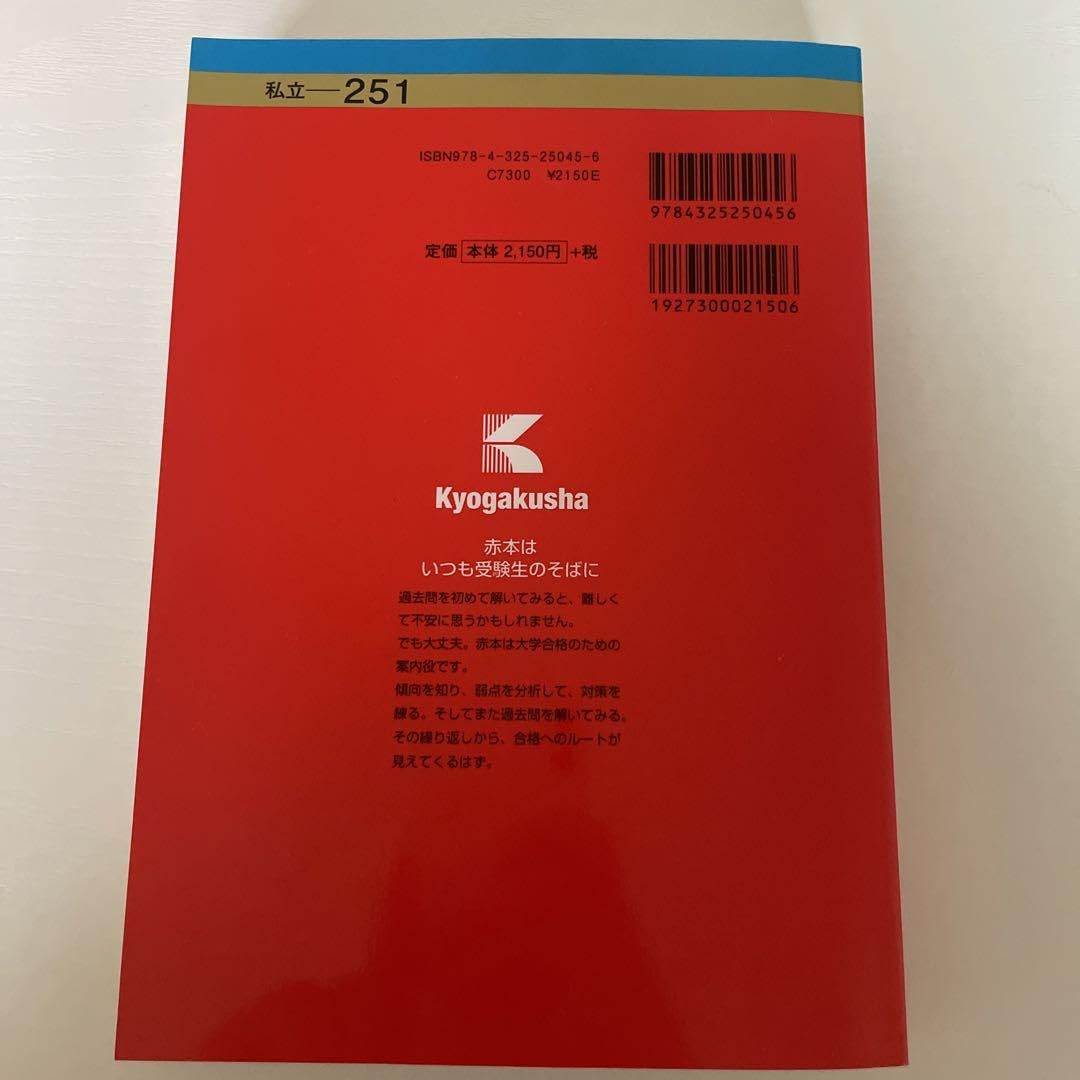 私立—251
ISBN978-4-325-25045-6
C7300 ¥2150E
9784325250456
定価 本体 2,150円 +税
1927300021506
Kyogakusha
赤本は
いつも受験生のそばに
過去問を初めて解いてみると、難しく
て不安に思うかもしれません。
でも大丈夫。赤本は大学合格のための
案内役です。
傾向を知り、弱点を分析して、対策を
練る。そしてまた過去問を解いてみる。
その繰り返しから、合格へのルートが
見えてくるはず。